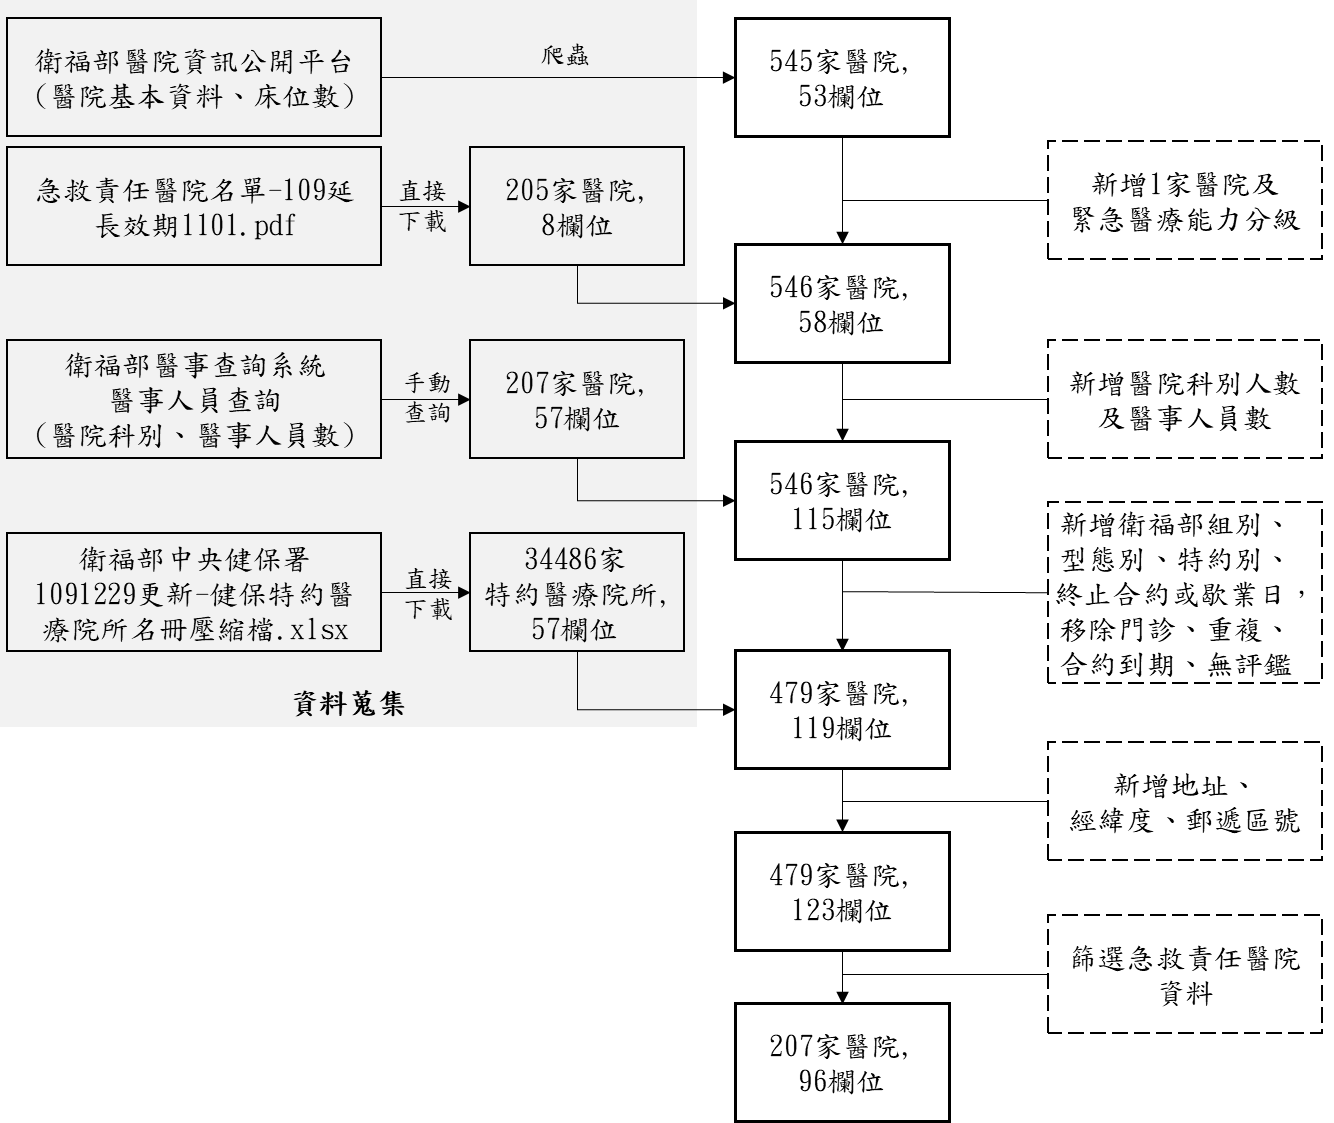 衛福部醫院資訊公開平台
（醫院基本資料、床位數）
爬蟲
545家醫院,
53欄位
新增1家醫院及
緊急醫療能力分級
急救責任醫院名單-109延
長效期1101.pdf
直接
下載
205家醫院,
8欄位
546家醫院,
58欄位
衛福部醫事查詢系統
醫事人員查詢
（醫院科別、醫事人員數）
手動
查詢
207家醫院,
57欄位
新增醫院科別人數
及醫事人員數
546家醫院,
115欄位
衛福部中央健保署
1091229更新-健保特約醫
療院所名冊壓縮檔.xlsx
直接
下載
34486家
特約醫療院所,
57欄位
新增衛福部組別、
型態別、特約別、
終止合約或歇業日，
移除門診、重複、
合約到期、無評鑑
資料蒐集
479家醫院,
119欄位
新增地址、
經緯度、郵遞區號
479家醫院,
123欄位
篩選急救責任醫院
資料
207家醫院,
96欄位